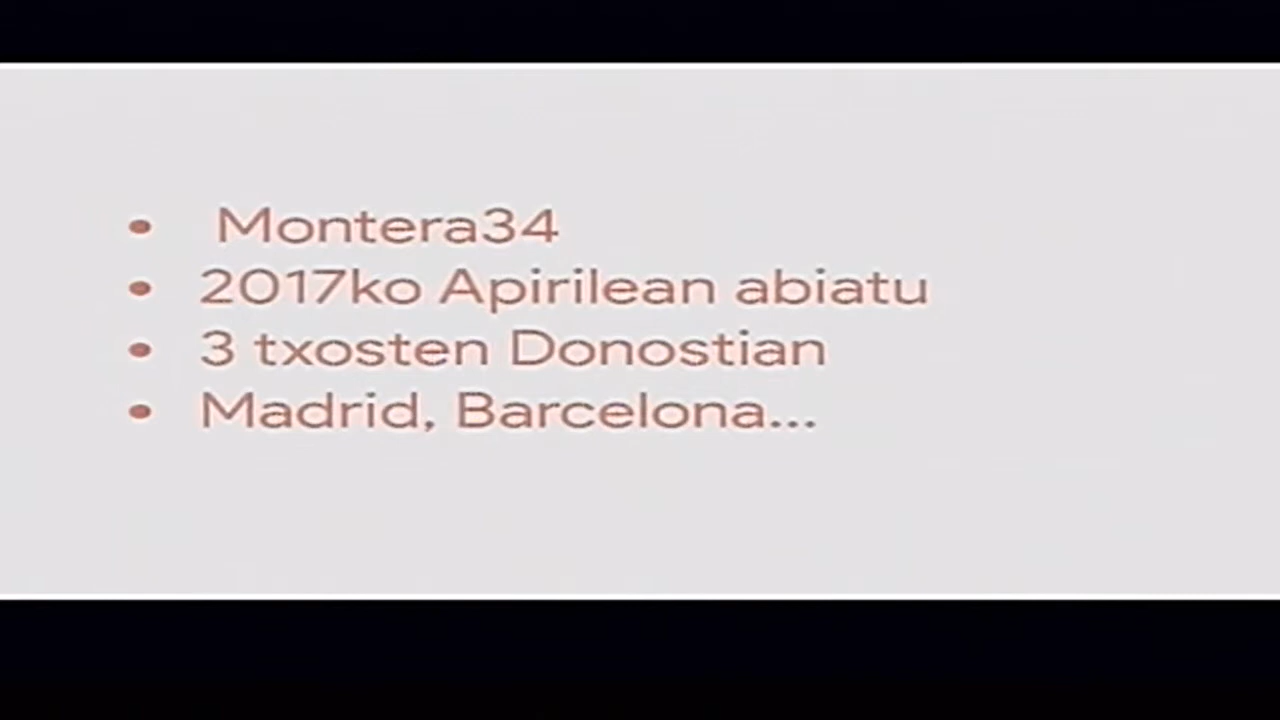 • Montera34
• 2017ko Apirilean abiatu
• 3 txosten Donostian
• Madrid, Barcelona...